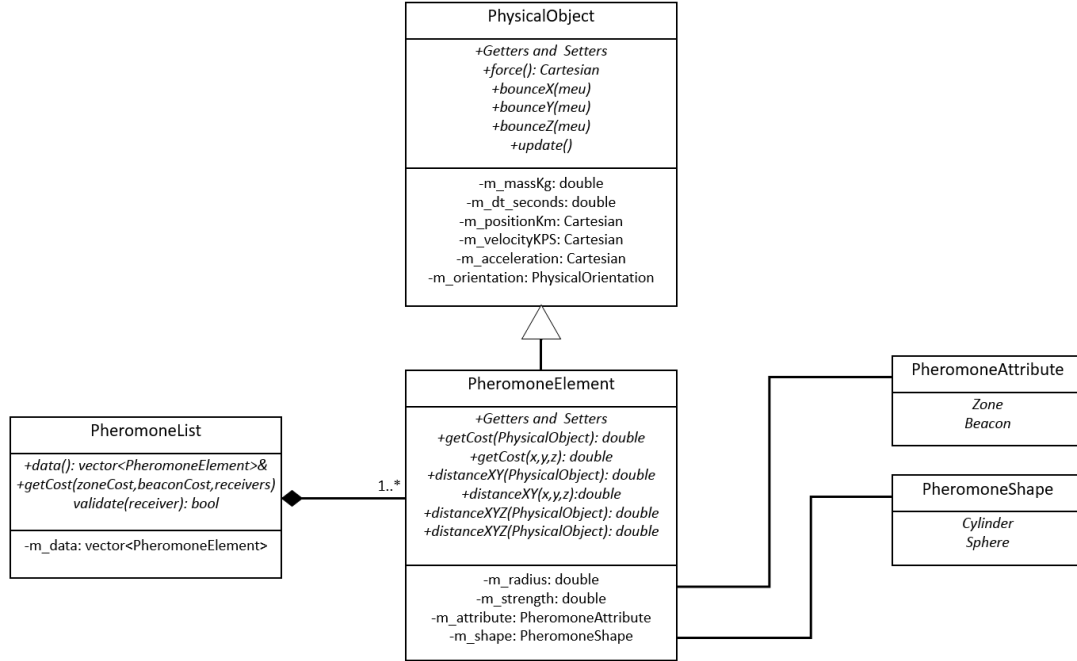 PhysicalObject
+Getters and  Setters
+force(): Cartesian
+bounceX(meu)
+bounceY(meu)
+bounceZ(meu)
+update()
-m_massKg: double
-m_dt_seconds: double
-m_positionKm: Cartesian
-m_velocityKPS: Cartesian
-m_acceleration: Cartesian
-m_orientation: PhysicalOrientation
PheromoneList
+data(): vector<PheromoneElement>&
+getCost(zoneCost,beaconCost,receivers)
validate(receiver): bool
-m_data: vector<PheromoneElement>
1..*
PheromoneElement
+Getters and  Setters
+getCost(PhysicalObject): double
+getCost(x,y,z): double
+distanceXY(PhysicalObject): double
+distanceXY(x,y,z):double
+distanceXYZ(PhysicalObject): double
+distanceXYZ(PhysicalObject): double
-m_radius: double
-m_strength: double
-m_attribute: PheromoneAttribute
-m_shape: PheromoneShape
PheromoneAttribute
Zone
Beacon
PheromoneShape
Cylinder
Sphere